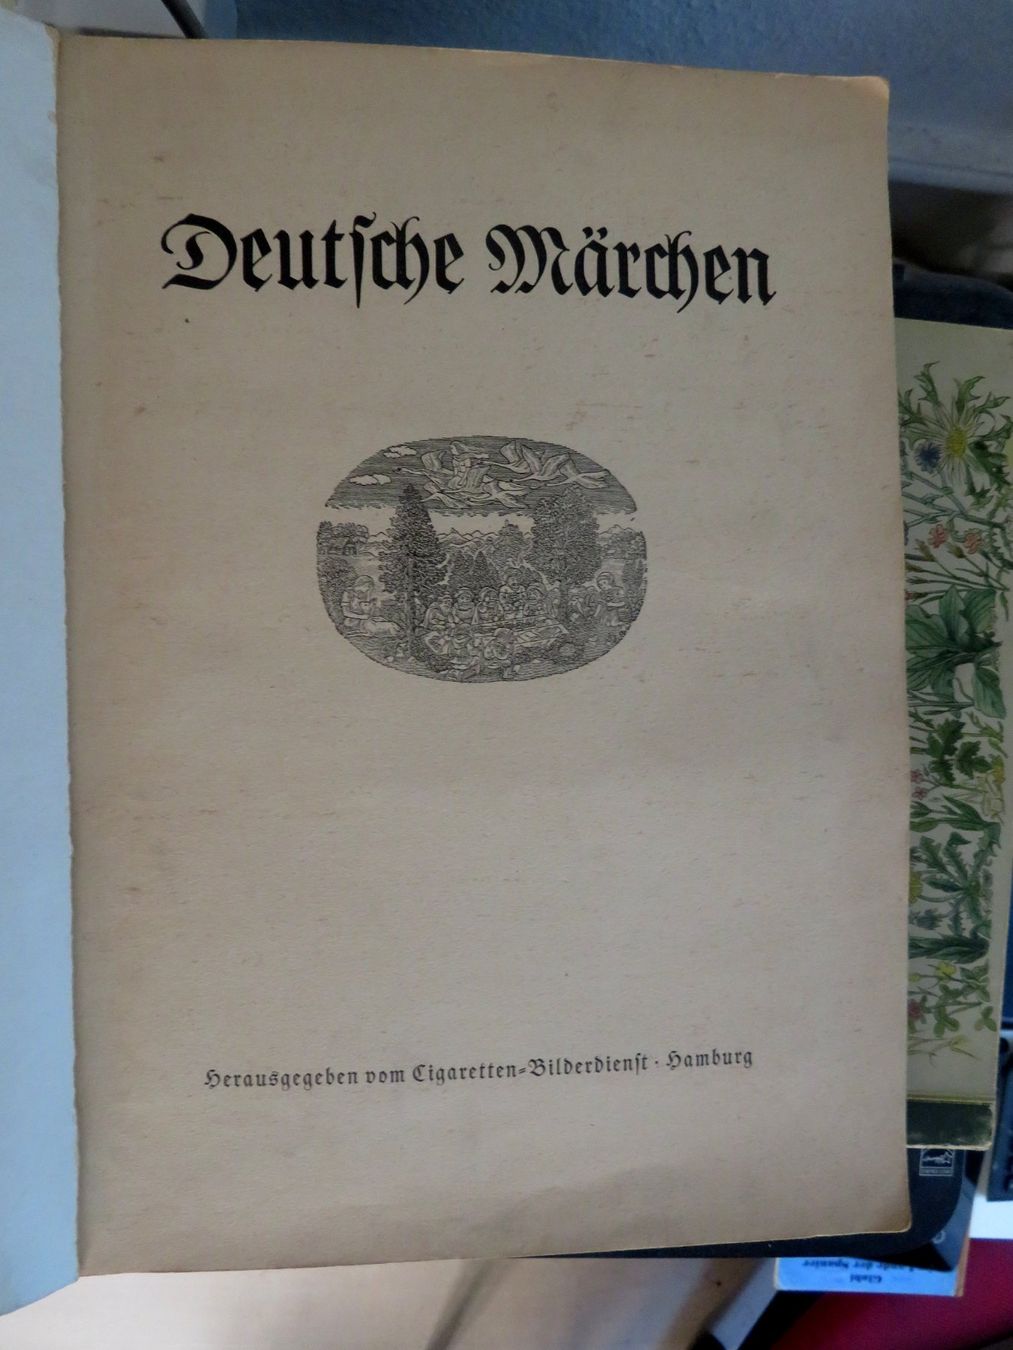 Deutſche Märchen
Herausgegeben vom Cigaretten-Bilderdienſt · Hamburg